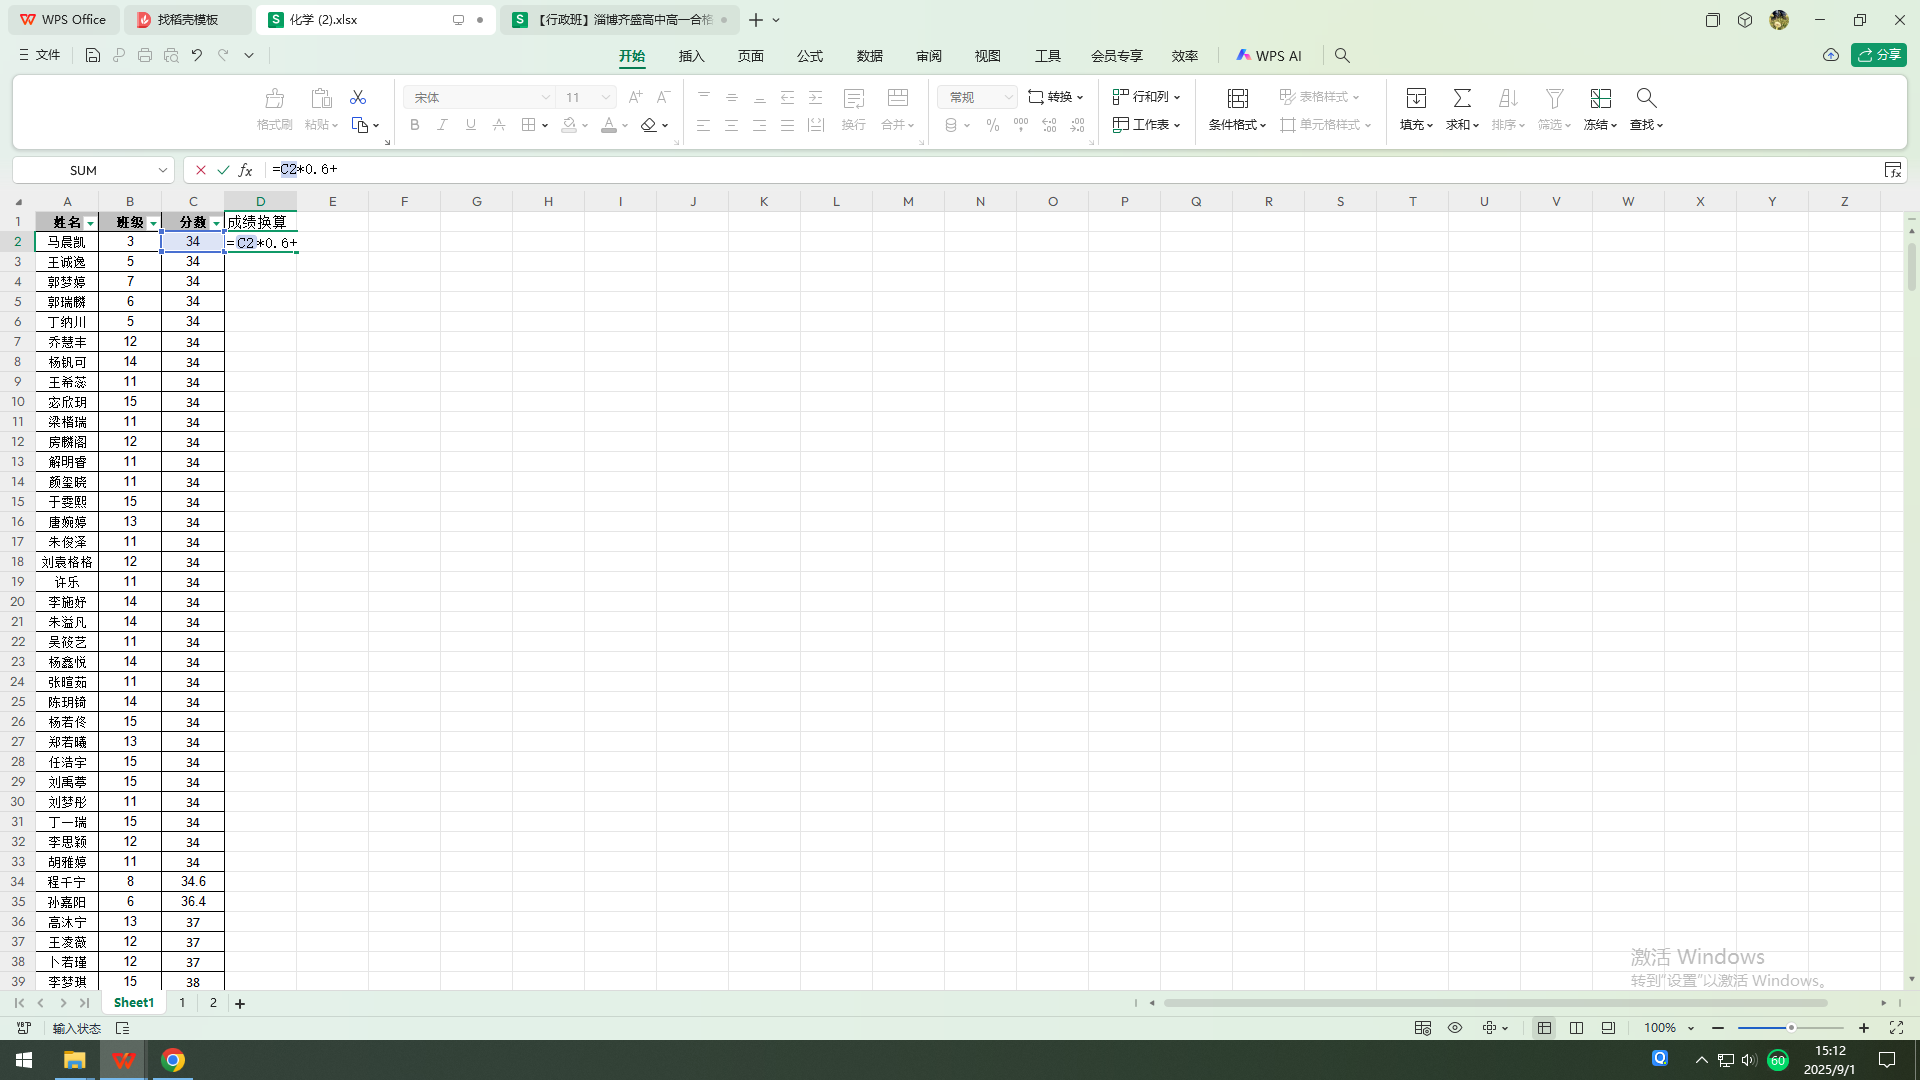 WPS Office 找稻壳模板 化学 (2).xlsx 【行政班】淄博齐盛高中高一合格
文件 开始 插入 页面 公式 数据 审阅 视图 工具 会员专享 效率 WPS AI 分享
宋体 11 常规 转换 行和列 表格样式
格式刷 粘贴 换行 合并 工作表 条件格式 单元格样式 填充 求和 排序 筛选 冻结 查找
SUM =C2*0.6+
A B C D E F G H I J K L M N O P Q R S T U V W X Y Z
1 姓名 班级 分数 成绩换算
2 马晨凯 3 34 =C2*0.6+
3 王诚逸 5 34
4 郭梦婷 7 34
5 郭瑞麟 6 34
6 丁纳川 5 34
7 乔慧丰 12 34
8 杨钒可 14 34
9 王希蕊 11 34
10 宓欣玥 15 34
11 梁楷瑞 11 34
12 房麟阁 12 34
13 解明睿 11 34
14 颜玺晓 11 34
15 于雯熙 15 34
16 唐婉婷 13 34
17 朱俊泽 11 34
18 刘袁格格 12 34
19 许乐 11 34
20 李施妤 14 34
21 朱溢凡 14 34
22 吴筱艺 11 34
23 杨鑫悦 14 34
24 张暄茹 11 34
25 陈玥锜 14 34
26 杨若佟 15 34
27 郑若曦 13 34
28 任浩宇 15 34
29 刘禹葶 15 34
30 刘梦彤 11 34
31 丁一瑞 15 34
32 李思颖 12 34
33 胡雅婷 11 34
34 程千宁 8 34.6
35 孙嘉阳 6 36.4
36 高沐宁 13 37
37 王凌薇 12 37
38 卜若瑾 12 37
39 李梦琪 15 38
激活 Windows
转到“设置”以激活 Windows。
Sheet1 1 2
输入状态 100%
60 15:12
2025/9/1